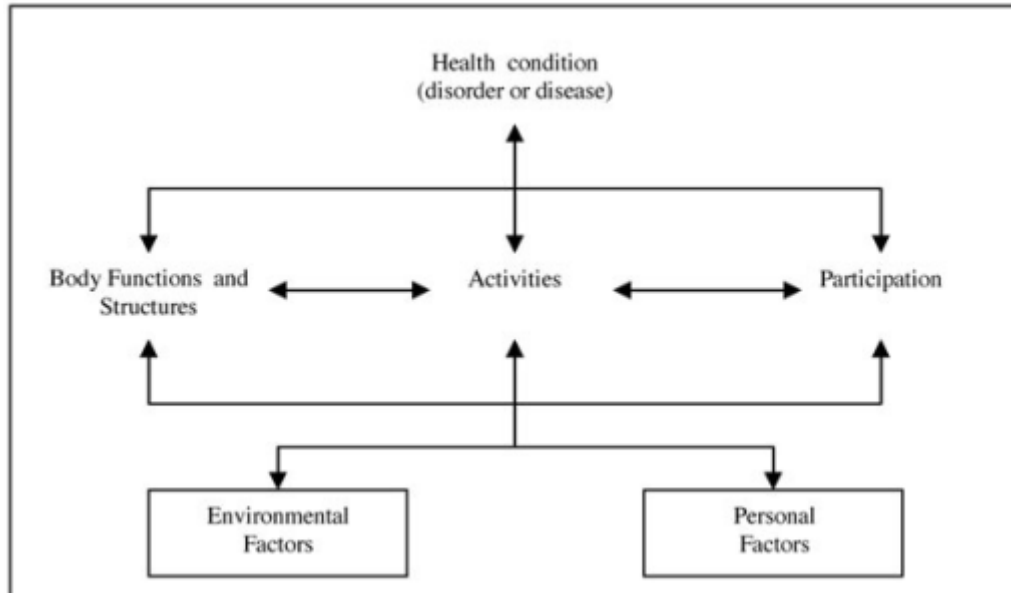 Health condition
(disorder or disease)
Body Functions and
Structures
Activities
Participation
Environmental
Factors
Personal
Factors